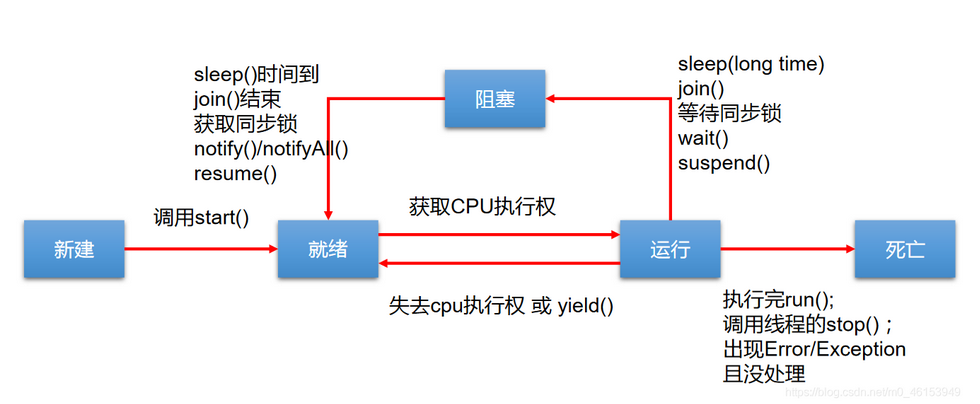 sleep()时间到
join()结束
获取同步锁
notify()/notifyAll()
resume()
阻塞
sleep(long time)
join()
等待同步锁
wait()
suspend()
调用start()
获取CPU执行权
新建
就绪
运行
死亡
失去cpu执行权 或 yield()
执行完run();
调用线程的stop() ;
出现Error/Exception
且没处理
https://blog.csdn.net/m0_46153949